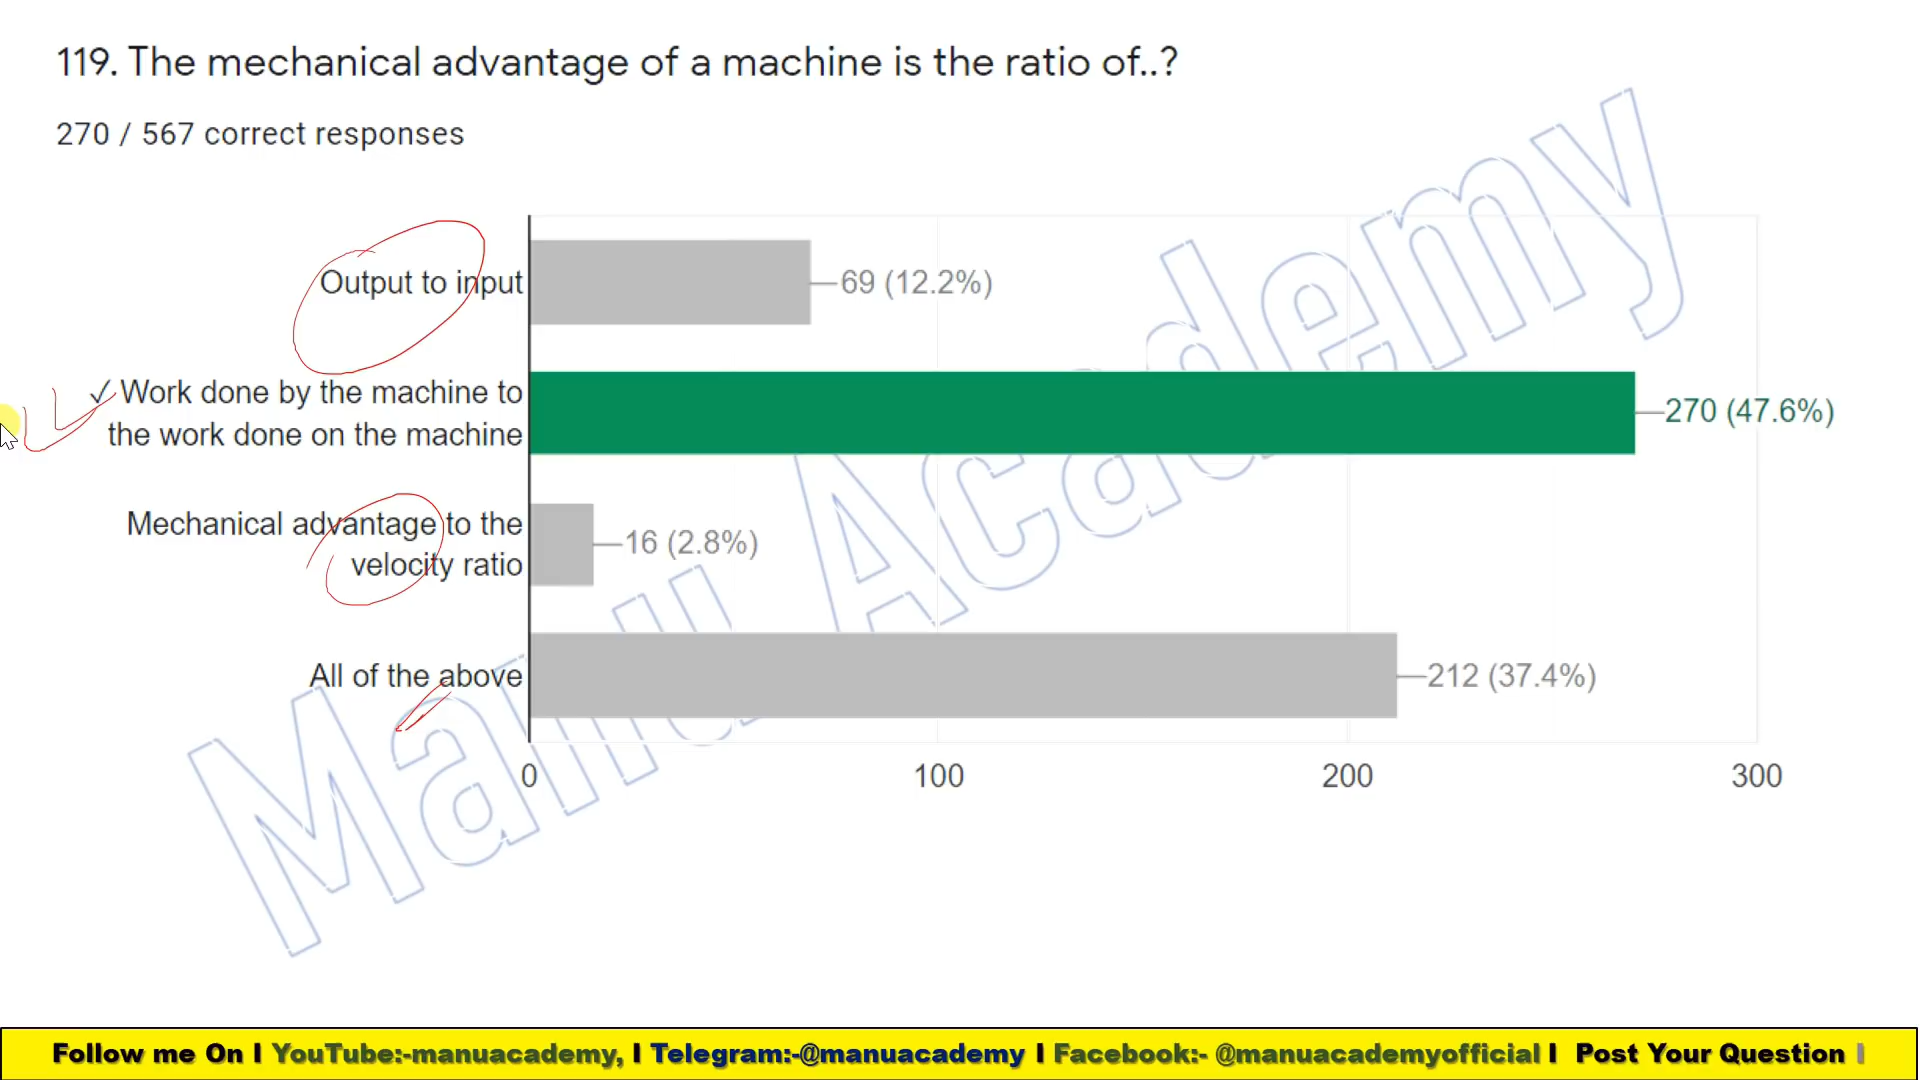 119. The mechanical advantage of a machine is the ratio of..?
270 / 567 correct responses
Output to input
69 (12.2%)
✓ Work done by the machine to
the work done on the machine
270 (47.6%)
Mechanical advantage to the
velocity ratio
16 (2.8%)
All of the above
212 (37.4%)
0 100 200 300
Manu Academy
Follow me On I YouTube:-manuacademy, I Telegram:-@manuacademy I Facebook:- @manuacademyofficial I Post Your Question I